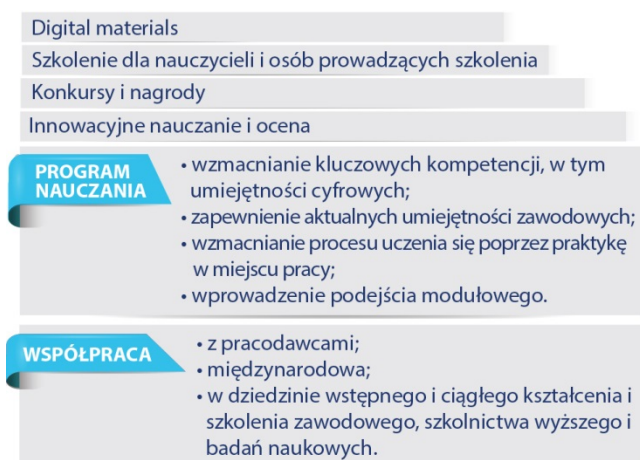 Digital materials
Szkolenie dla nauczycieli i osób prowadzących szkolenia
Konkursy i nagrody
Innowacyjne nauczanie i ocena
PROGRAM
NAUCZANIA
• wzmacnianie kluczowych kompetencji, w tym
umiejętności cyfrowych;
• zapewnienie aktualnych umiejętności zawodowych;
• wzmacnianie procesu uczenia się poprzez praktykę
w miejscu pracy;
• wprowadzenie podejścia modułowego.
WSPÓŁPRACA
• z pracodawcami;
• międzynarodowa;
• w dziedzinie wstępnego i ciągłego kształcenia i
szkolenia zawodowego, szkolnictwa wyższego i
badań naukowych.